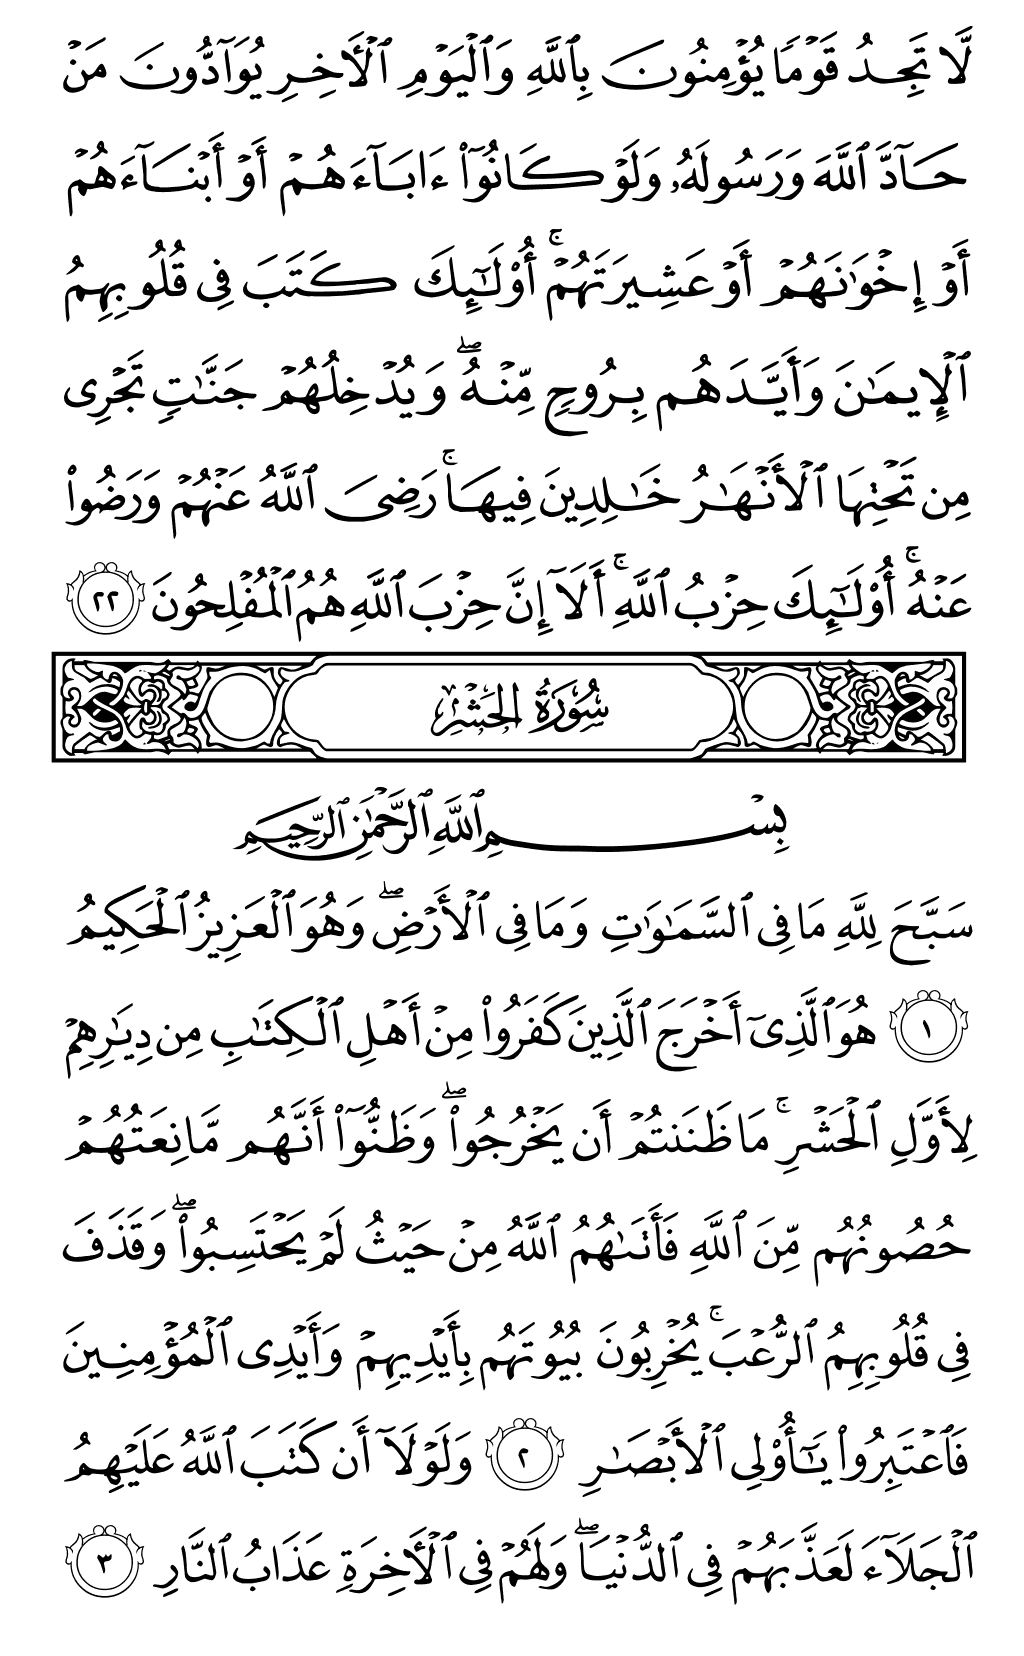 لَّا تَجِدُ قَوْمًا يُؤْمِنُونَ بِٱللَّهِ وَٱلْيَوْمِ ٱلْأَخِرِ يُوَآدُّونَ مَنْ
حَآدَّ ٱللَّهَ وَرَسُولَهُۥ وَلَوْ كَانُوٓا۟ ءَابَآءَهُمْ أَوْ أَبْنَآءَهُمْ
أَوْ إِخْوَٰنَهُمْ أَوْ عَشِيرَتَهُمْ ۚ أُو۟لَـٰٓئِكَ كَتَبَ فِى قُلُوبِهِمُ
ٱلْإِيمَـٰنَ وَأَيَّدَهُم بِرُوحٍ مِّنْهُ ۖ وَيُدْخِلُهُمْ جَنَّـٰتٍ تَجْرِى
مِن تَحْتِهَا ٱلْأَنْهَـٰرُ خَـٰلِدِينَ فِيهَا ۚ رَضِىَ ٱللَّهُ عَنْهُمْ وَرَضُوا۟
عَنْهُ ۚ أُو۟لَـٰٓئِكَ حِزْبُ ٱللَّهِ ۚ أَلَآ إِنَّ حِزْبَ ٱللَّهِ هُمُ ٱلْمُفْلِحُونَ ٢٢
سُورَةُ الحَشْرِ
بِسْمِ ٱللَّهِ ٱلرَّحْمَـٰنِ ٱلرَّحِيمِ
سَبَّحَ لِلَّهِ مَا فِى ٱلسَّمَـٰوَٰتِ وَمَا فِى ٱلْأَرْضِ ۖ وَهُوَ ٱلْعَزِيزُ ٱلْحَكِيمُ
١ هُوَ ٱلَّذِىٓ أَخْرَجَ ٱلَّذِينَ كَفَرُوا۟ مِنْ أَهْلِ ٱلْكِتَـٰبِ مِن دِيَـٰرِهِمْ
لِأَوَّلِ ٱلْحَشْرِ ۚ مَا ظَنَنتُمْ أَن يَخْرُجُوا۟ ۖ وَظَنُّوٓا۟ أَنَّهُم مَّانِعَتُهُمْ
حُصُونُهُم مِّنَ ٱللَّهِ فَأَتَىٰهُمُ ٱللَّهُ مِنْ حَيْثُ لَمْ يَحْتَسِبُوا۟ ۖ وَقَذَفَ
فِى قُلُوبِهِمُ ٱلرُّعْبَ ۚ يُخْرِبُونَ بُيُوتَهُم بِأَيْدِيهِمْ وَأَيْدِى ٱلْمُؤْمِنِينَ
فَٱعْتَبِرُوا۟ يَـٰٓأُو۟لِى ٱلْأَبْصَـٰرِ ٢ وَلَوْلَآ أَن كَتَبَ ٱللَّهُ عَلَيْهِمُ
ٱلْجَلَآءَ لَعَذَّبَهُمْ فِى ٱلدُّنْيَا ۖ وَلَهُمْ فِى ٱلْأَخِرَةِ عَذَابُ ٱلنَّارِ ٣